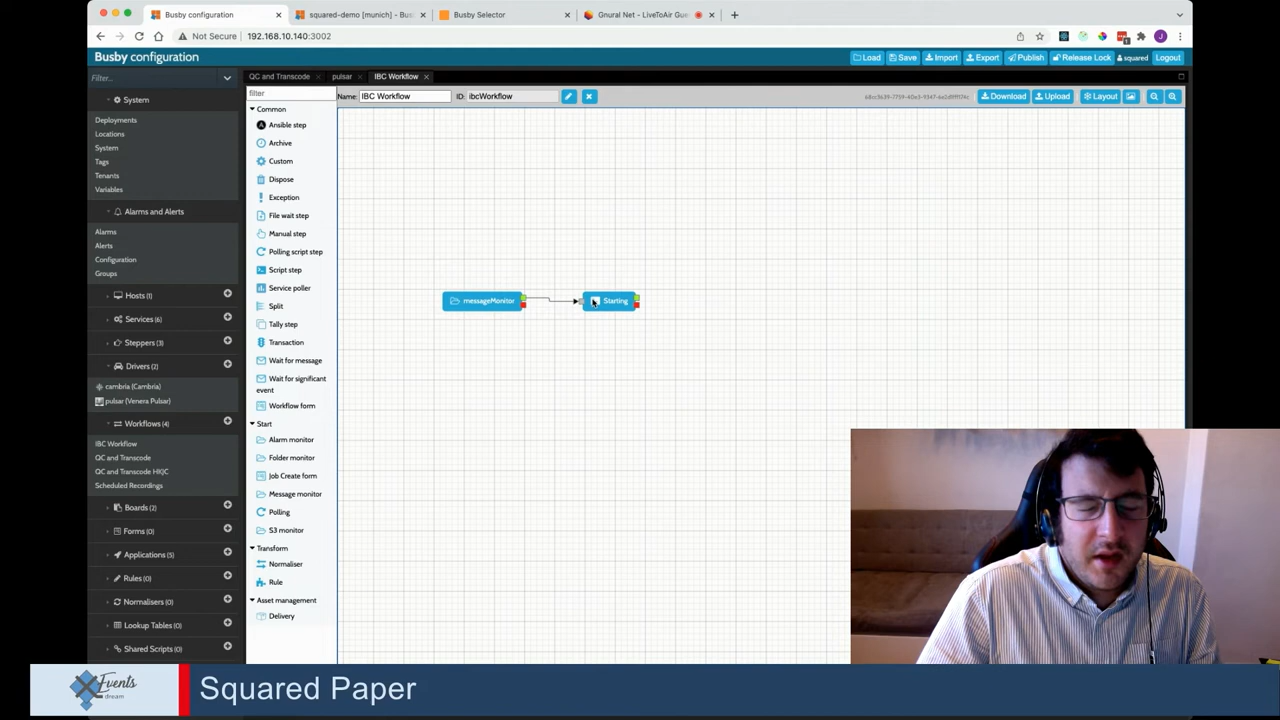 Busby configuration
squared-demo [munich] - Bus
Busby Selector
Gnural Net - LiveToAir Gues
Not Secure
192.168.10.140:3002
Busby configuration
Load
Save
Import
Export
Publish
Release Lock
squared
Logout
Filter...
QC and Transcode
pulsar
IBC Workflow
System
Deployments
Locations
System
Tags
Tenants
Variables
Alarms and Alerts
Alarms
Alerts
Configuration
Groups
Hosts (1)
Services (6)
Steppers (3)
Drivers (2)
cambria (Cambria)
pulsar (Venera Pulsar)
Workflows (4)
IBC Workflow
QC and Transcode
QC and Transcode HKJC
Scheduled Recordings
Boards (2)
Forms (0)
Applications (5)
Rules (0)
Normalisers (0)
Lookup Tables (0)
Shared Scripts (0)
filter
Common
Ansible step
Archive
Custom
Dispose
Exception
File wait step
Manual step
Polling script step
Script step
Service poller
Split
Tally step
Transaction
Wait for message
Wait for significant
event
Workflow form
Start
Alarm monitor
Folder monitor
Job Create form
Message monitor
Polling
S3 monitor
Transform
Normaliser
Rule
Asset management
Delivery
Name: IBC Workflow
ID: ibcWorkflow
Download
Upload
Layout
messageMonitor
Starting
Events
dream
Squared Paper